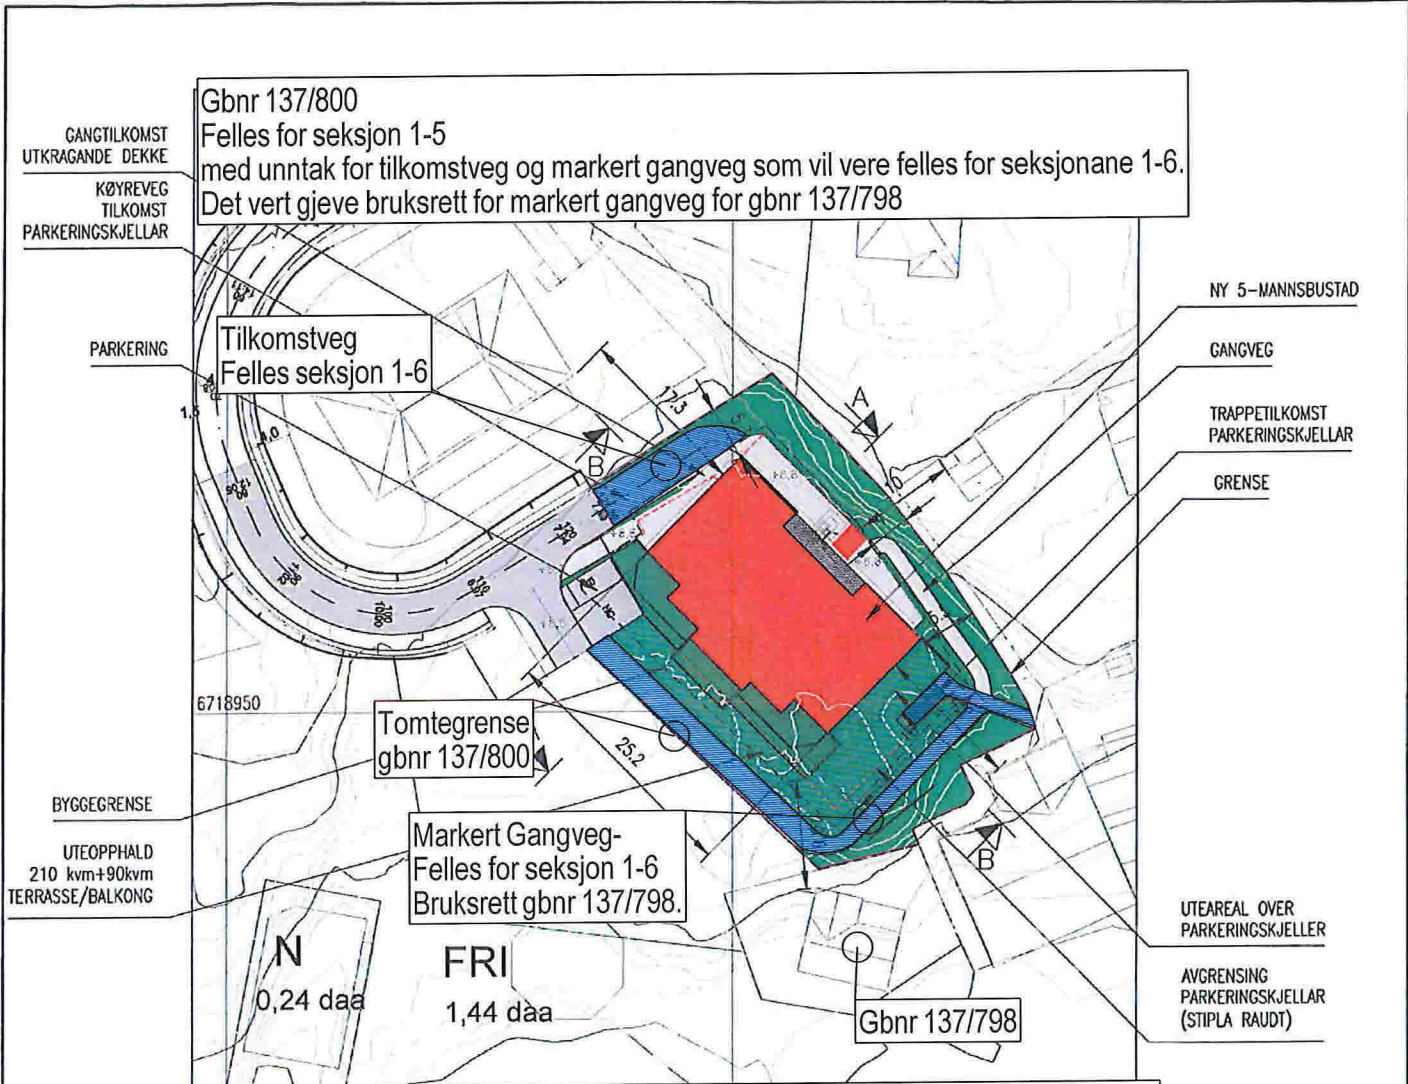 Gbnr 137/800
Felles for seksjon 1-5
med unntak for tilkomstveg og markert gangveg som vil vere felles for seksjonane 1-6.
Det vert gjeve bruksrett for markert gangveg for gbnr 137/798
GANGTILKOMST
UTKRAGANDE DEKKE
KØYREVEG
TILKOMST
PARKERINGSKJELLAR
PARKERING
Tilkomstveg
Felles seksjon 1-6
NY 5-MANNSBUSTAD
GANGVEG
TRAPPETILKOMST
PARKERINGSKJELLAR
GRENSE
17.3
A
B
10
4,0
6718950
Tomtegrense
gbnr 137/800
25.2
BYGGEGRENSE
UTEOPPHALD
210 kvm+90kvm
TERRASSE/BALKONG
Markert Gangveg-
Felles for seksjon 1-6
Bruksrett gbnr 137/798.
B
N
0,24 daa
FRI
1,44 daa
Gbnr 137/798
UTEAREAL OVER
PARKERINGSKJELLER
AVGRENSING
PARKERINGSKJELLAR
(STIPLA RAUDT)